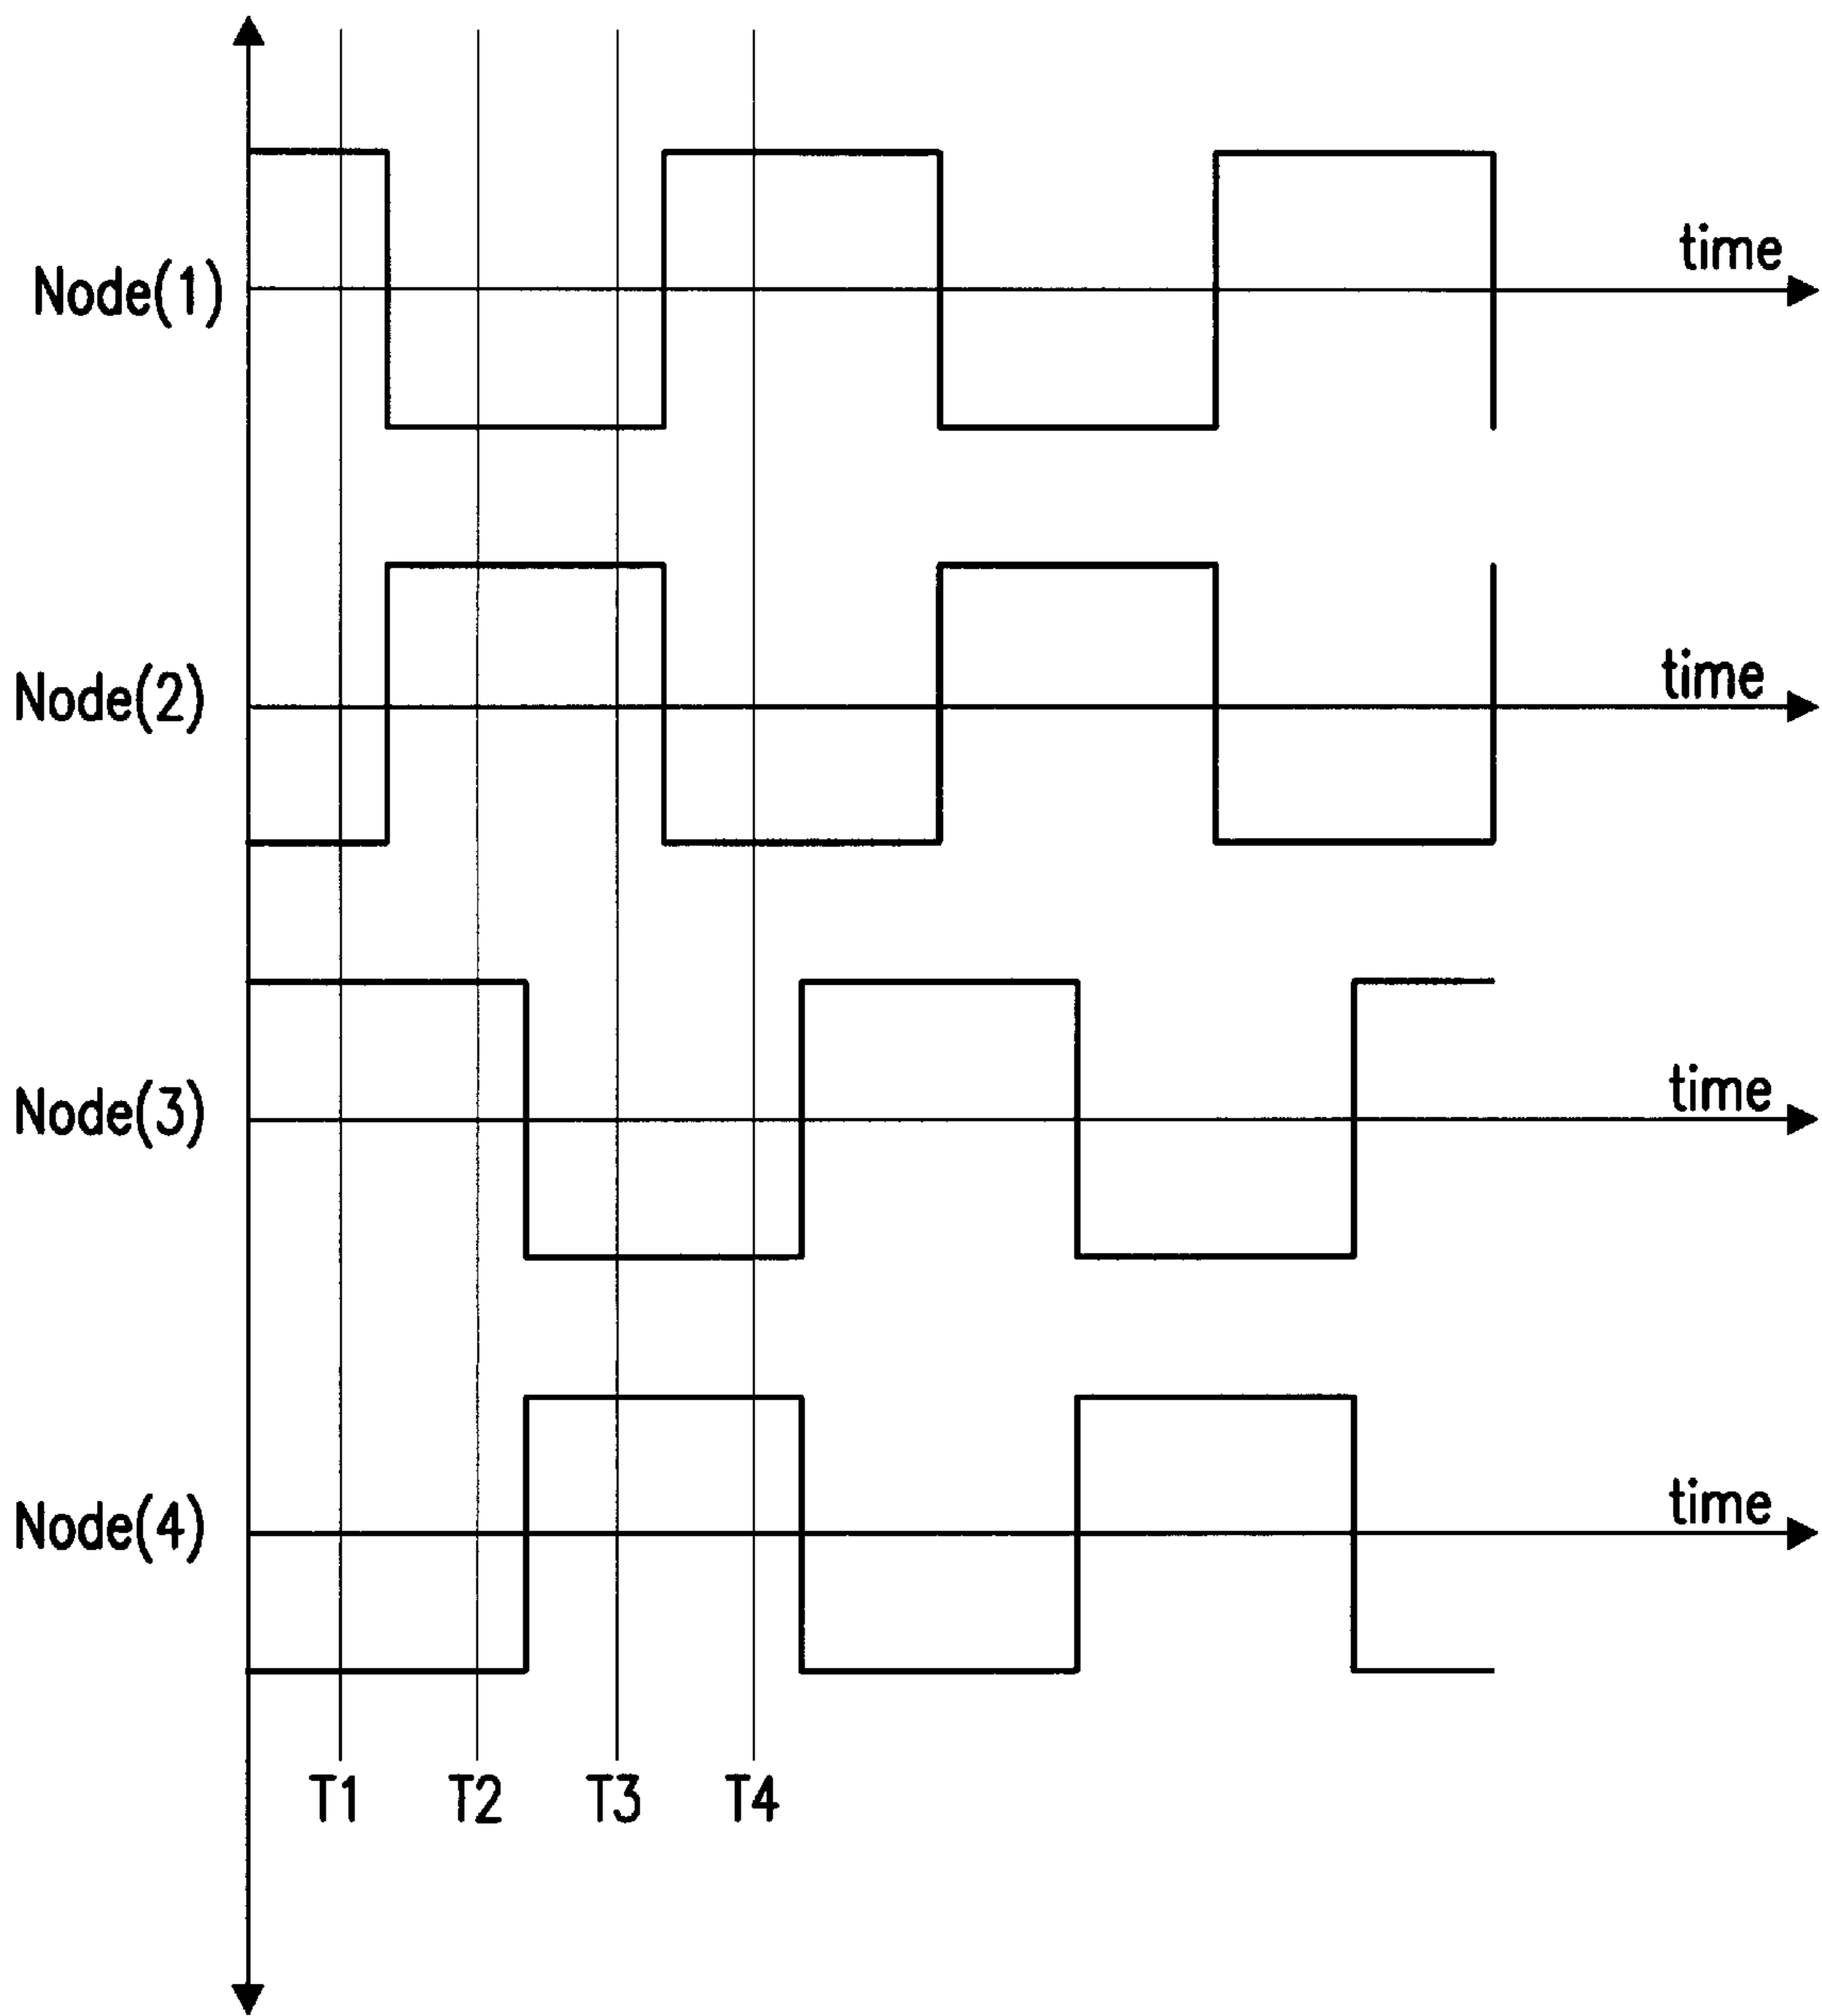 time
Node(1)
time
Node(2)
time
Node(3)
time
Node(4)
T1 T2 T3 T4